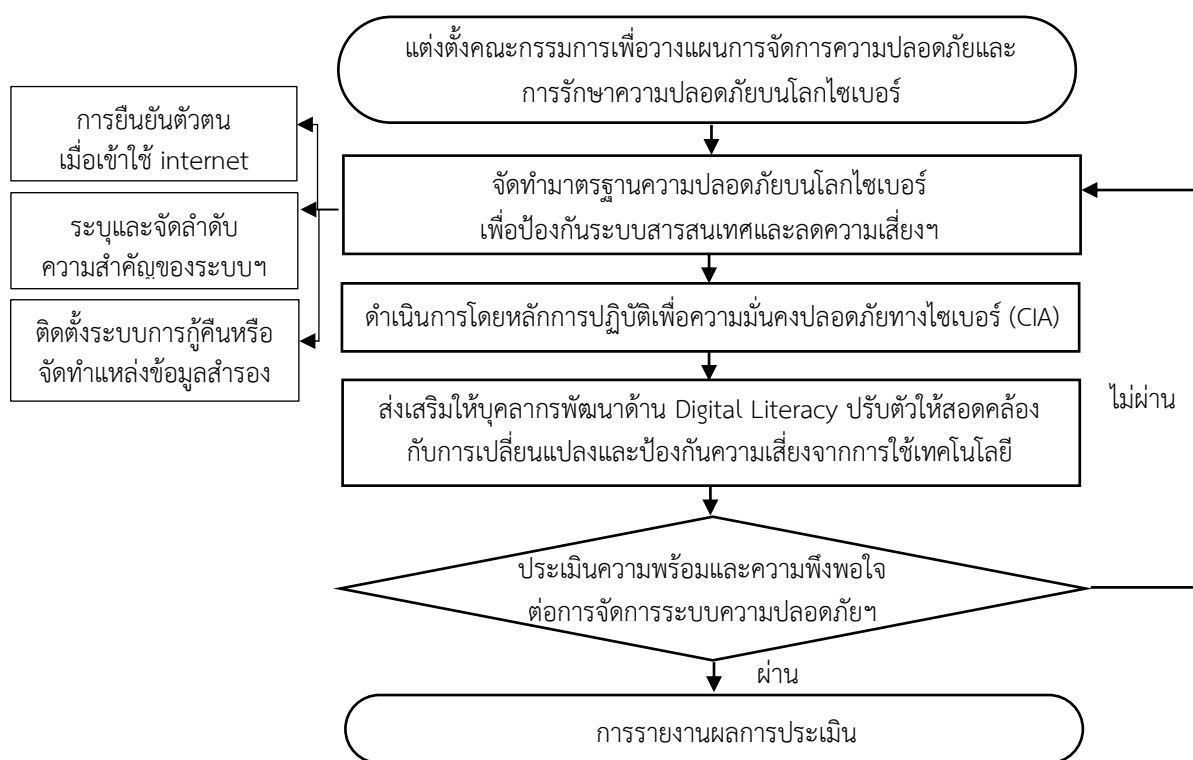 แต่งตั้งคณะกรรมการเพื่อวางแผนการจัดการความปลอดภัยและ
การรักษาความปลอดภัยบนโลกไซเบอร์
การยืนยันตัวตน
เมื่อเข้าใช้ internet
ระบุและจัดลำดับ
ความสำคัญของระบบฯ
ติดตั้งระบบการกู้คืนหรือ
จัดทำแหล่งข้อมูลสำรอง
จัดทำมาตรฐานความปลอดภัยบนโลกไซเบอร์
เพื่อป้องกันระบบสารสนเทศและลดความเสี่ยงฯ
ดำเนินการโดยหลักการปฏิบัติเพื่อความมั่นคงปลอดภัยทางไซเบอร์ (CIA)
ส่งเสริมให้บุคลากรพัฒนาด้าน Digital Literacy ปรับตัวให้สอดคล้อง
กับการเปลี่ยนแปลงและป้องกันความเสี่ยงจากการใช้เทคโนโลยี
ไม่ผ่าน
ประเมินความพร้อมและความพึงพอใจ
ต่อการจัดการระบบความปลอดภัยฯ
ผ่าน
การรายงานผลการประเมิน